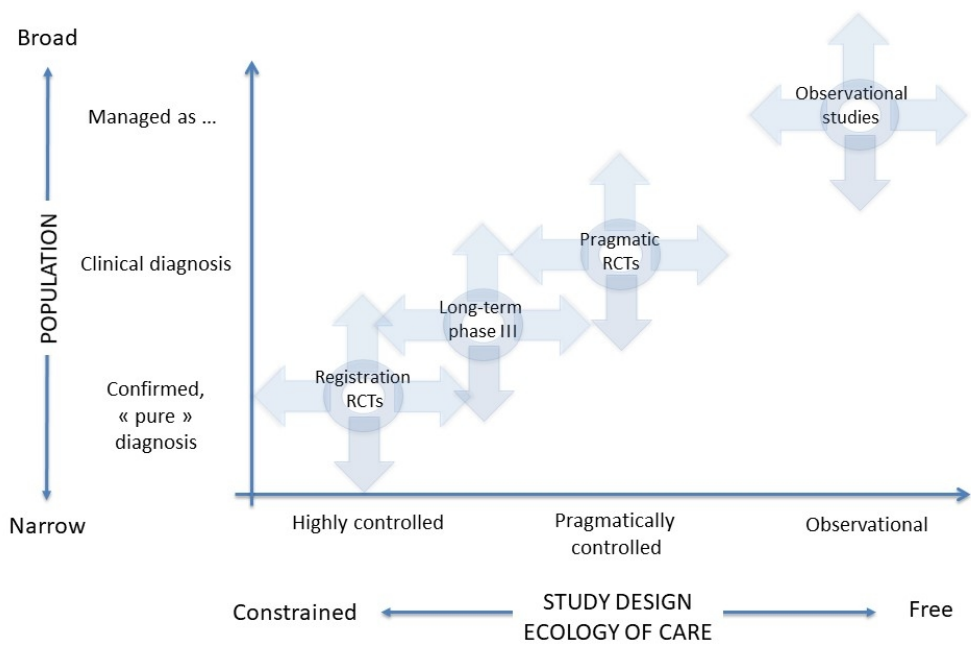 Broad
Managed as ...
POPULATION
Clinical diagnosis
Confirmed,
« pure »
diagnosis
Narrow
Observational
studies
Pragmatic
RCTs
Long-term
phase III
Registration
RCTs
Highly controlled
Pragmatically
controlled
Observational
Constrained
STUDY DESIGN
ECOLOGY OF CARE
Free